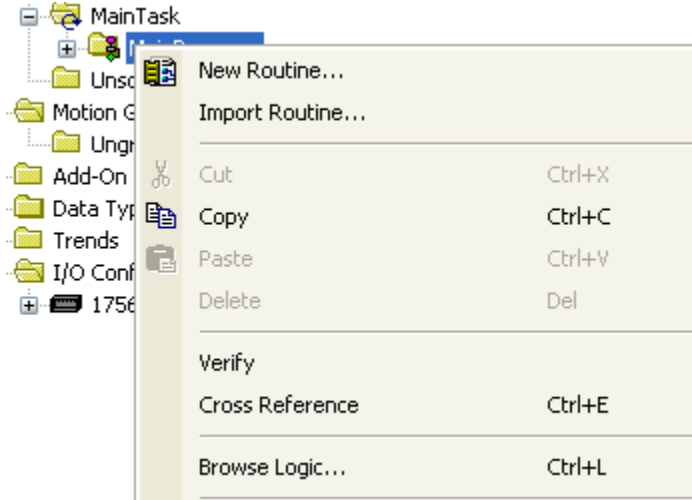 MainTask
New Routine...
Unsc
Motion G
Import Routine...
Ungr
Add-On
Cut Ctrl+X
Data Typ
Copy Ctrl+C
Trends
Paste Ctrl+V
I/O Conf
1756
Delete Del
Verify
Cross Reference Ctrl+E
Browse Logic... Ctrl+L